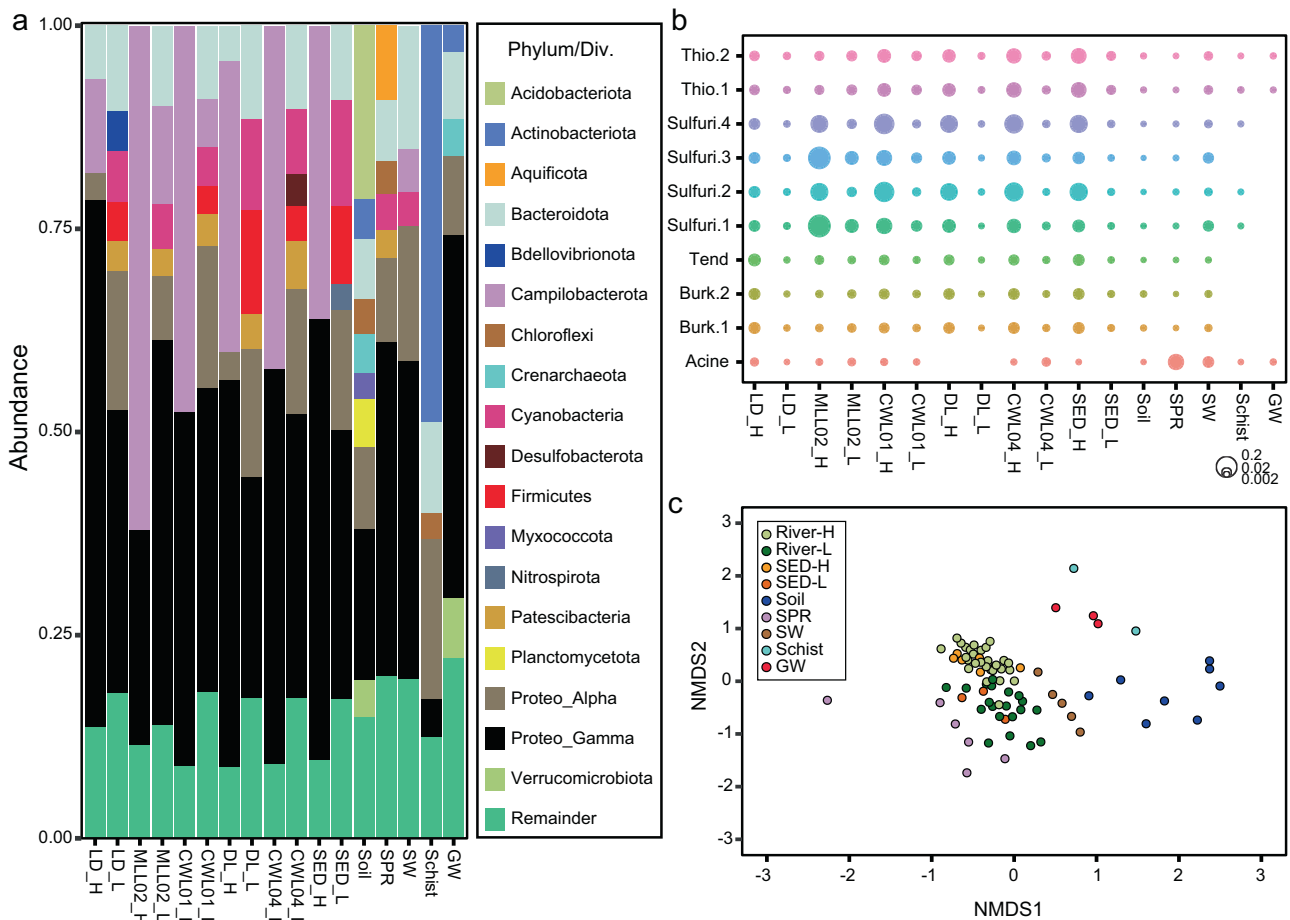 a
Abundance
1.00
0.75
0.50
0.25
0.00
LD_H
LD_L
MLL02_H
MLL02_L
CWL01_I
CWL01_I
DL_H
DL_L
CWL04_I
CWL04_I
SED_H
SED_L
Soil
SPR
SW
Schist
GW
Phylum/Div.
Acidobacteriota
Actinobacteriota
Aquificota
Bacteroidota
Bdellovibrionota
Campilobacterota
Chloroflexi
Crenarchaeota
Cyanobacteria
Desulfobacterota
Firmicutes
Myxococcota
Nitrospirota
Patescibacteria
Planctomycetota
Proteo_Alpha
Proteo_Gamma
Verrucomicrobiota
Remainder
b
Thio.2
Thio.1
Sulfuri.4
Sulfuri.3
Sulfuri.2
Sulfuri.1
Tend
Burk.2
Burk.1
Acine
LD_H
LD_L
MLL02_H
MLL02_L
CWL01_H
CWL01_L
DL_H
DL_L
CWL04_H
CWL04_L
SED_H
SED_L
Soil
SPR
SW
Schist
GW
0.2
0.02
0.002
c
River-H
River-L
SED-H
SED-L
Soil
SPR
SW
Schist
GW
NMDS2
3
2
1
0
-1
-2
-3
-3
-2
-1
0
1
2
3
NMDS1